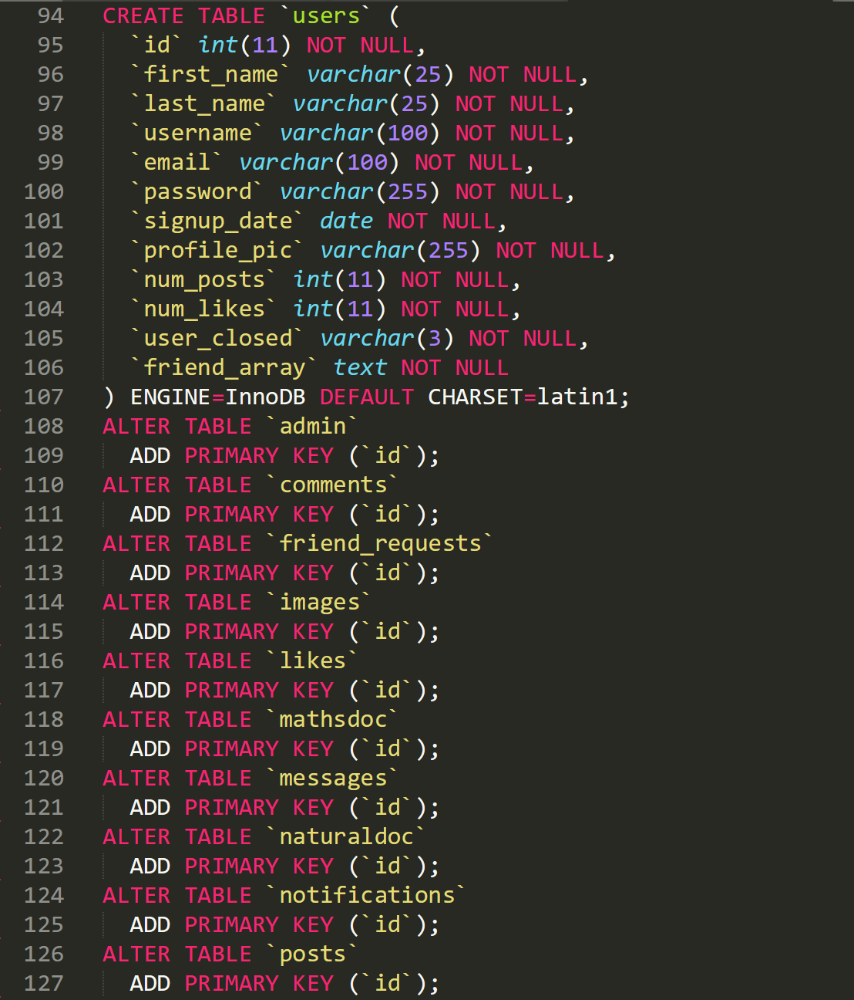 94 CREATE TABLE `users` (
95 `id` int(11) NOT NULL,
96 `first_name` varchar(25) NOT NULL,
97 `last_name` varchar(25) NOT NULL,
98 `username` varchar(100) NOT NULL,
99 `email` varchar(100) NOT NULL,
100 `password` varchar(255) NOT NULL,
101 `signup_date` date NOT NULL,
102 `profile_pic` varchar(255) NOT NULL,
103 `num_posts` int(11) NOT NULL,
104 `num_likes` int(11) NOT NULL,
105 `user_closed` varchar(3) NOT NULL,
106 `friend_array` text NOT NULL
107 ) ENGINE=InnoDB DEFAULT CHARSET=latin1;
108 ALTER TABLE `admin`
109 ADD PRIMARY KEY (`id`);
110 ALTER TABLE `comments`
111 ADD PRIMARY KEY (`id`);
112 ALTER TABLE `friend_requests`
113 ADD PRIMARY KEY (`id`);
114 ALTER TABLE `images`
115 ADD PRIMARY KEY (`id`);
116 ALTER TABLE `likes`
117 ADD PRIMARY KEY (`id`);
118 ALTER TABLE `mathsdoc`
119 ADD PRIMARY KEY (`id`);
120 ALTER TABLE `messages`
121 ADD PRIMARY KEY (`id`);
122 ALTER TABLE `naturaldoc`
123 ADD PRIMARY KEY (`id`);
124 ALTER TABLE `notifications`
125 ADD PRIMARY KEY (`id`);
126 ALTER TABLE `posts`
127 ADD PRIMARY KEY (`id`);